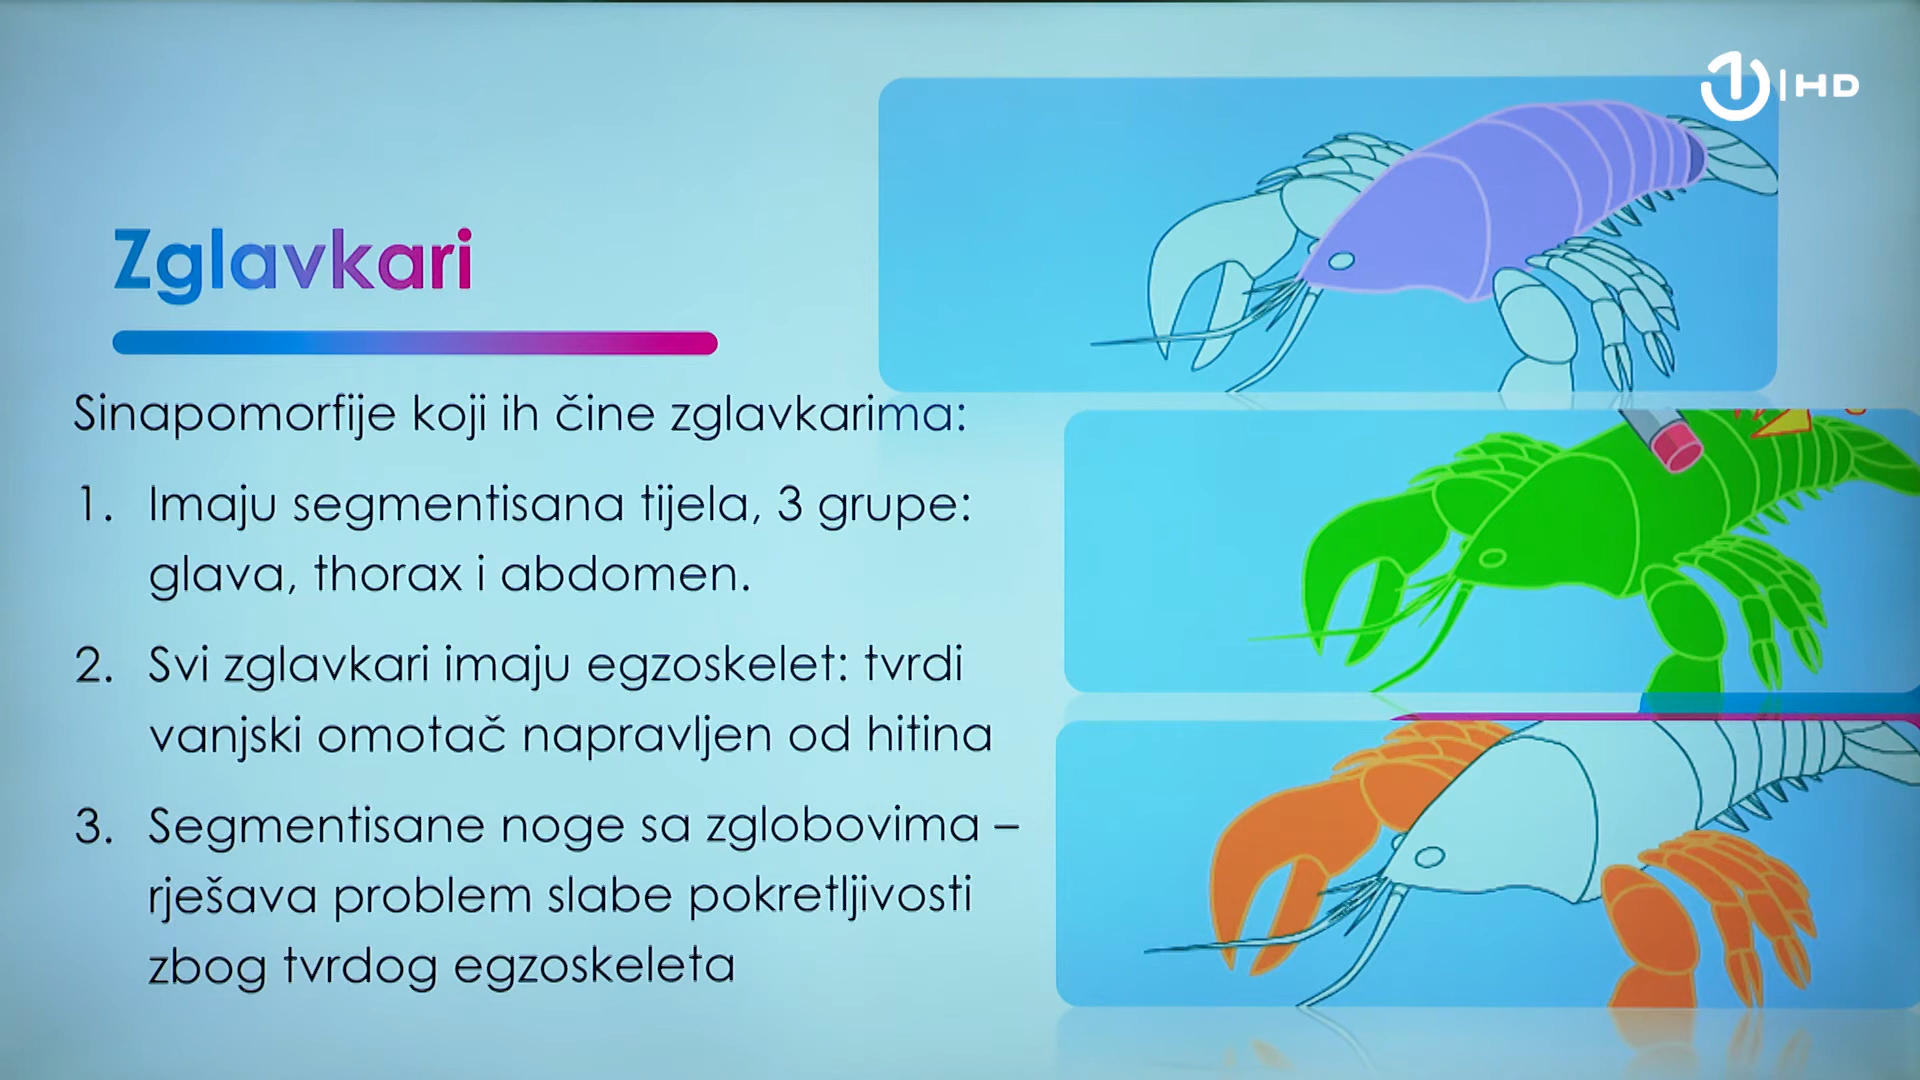 1 | HD
Zglavkari
Sinapomorfije koji ih čine zglavkarima:
1. Imaju segmentisana tijela, 3 grupe:
glava, thorax i abdomen.
2. Svi zglavkari imaju egzoskelet: tvrdi
vanjski omotač napravljen od hitina
3. Segmentisane noge sa zglobovima –
rješava problem slabe pokretljivosti
zbog tvrdog egzoskeleta